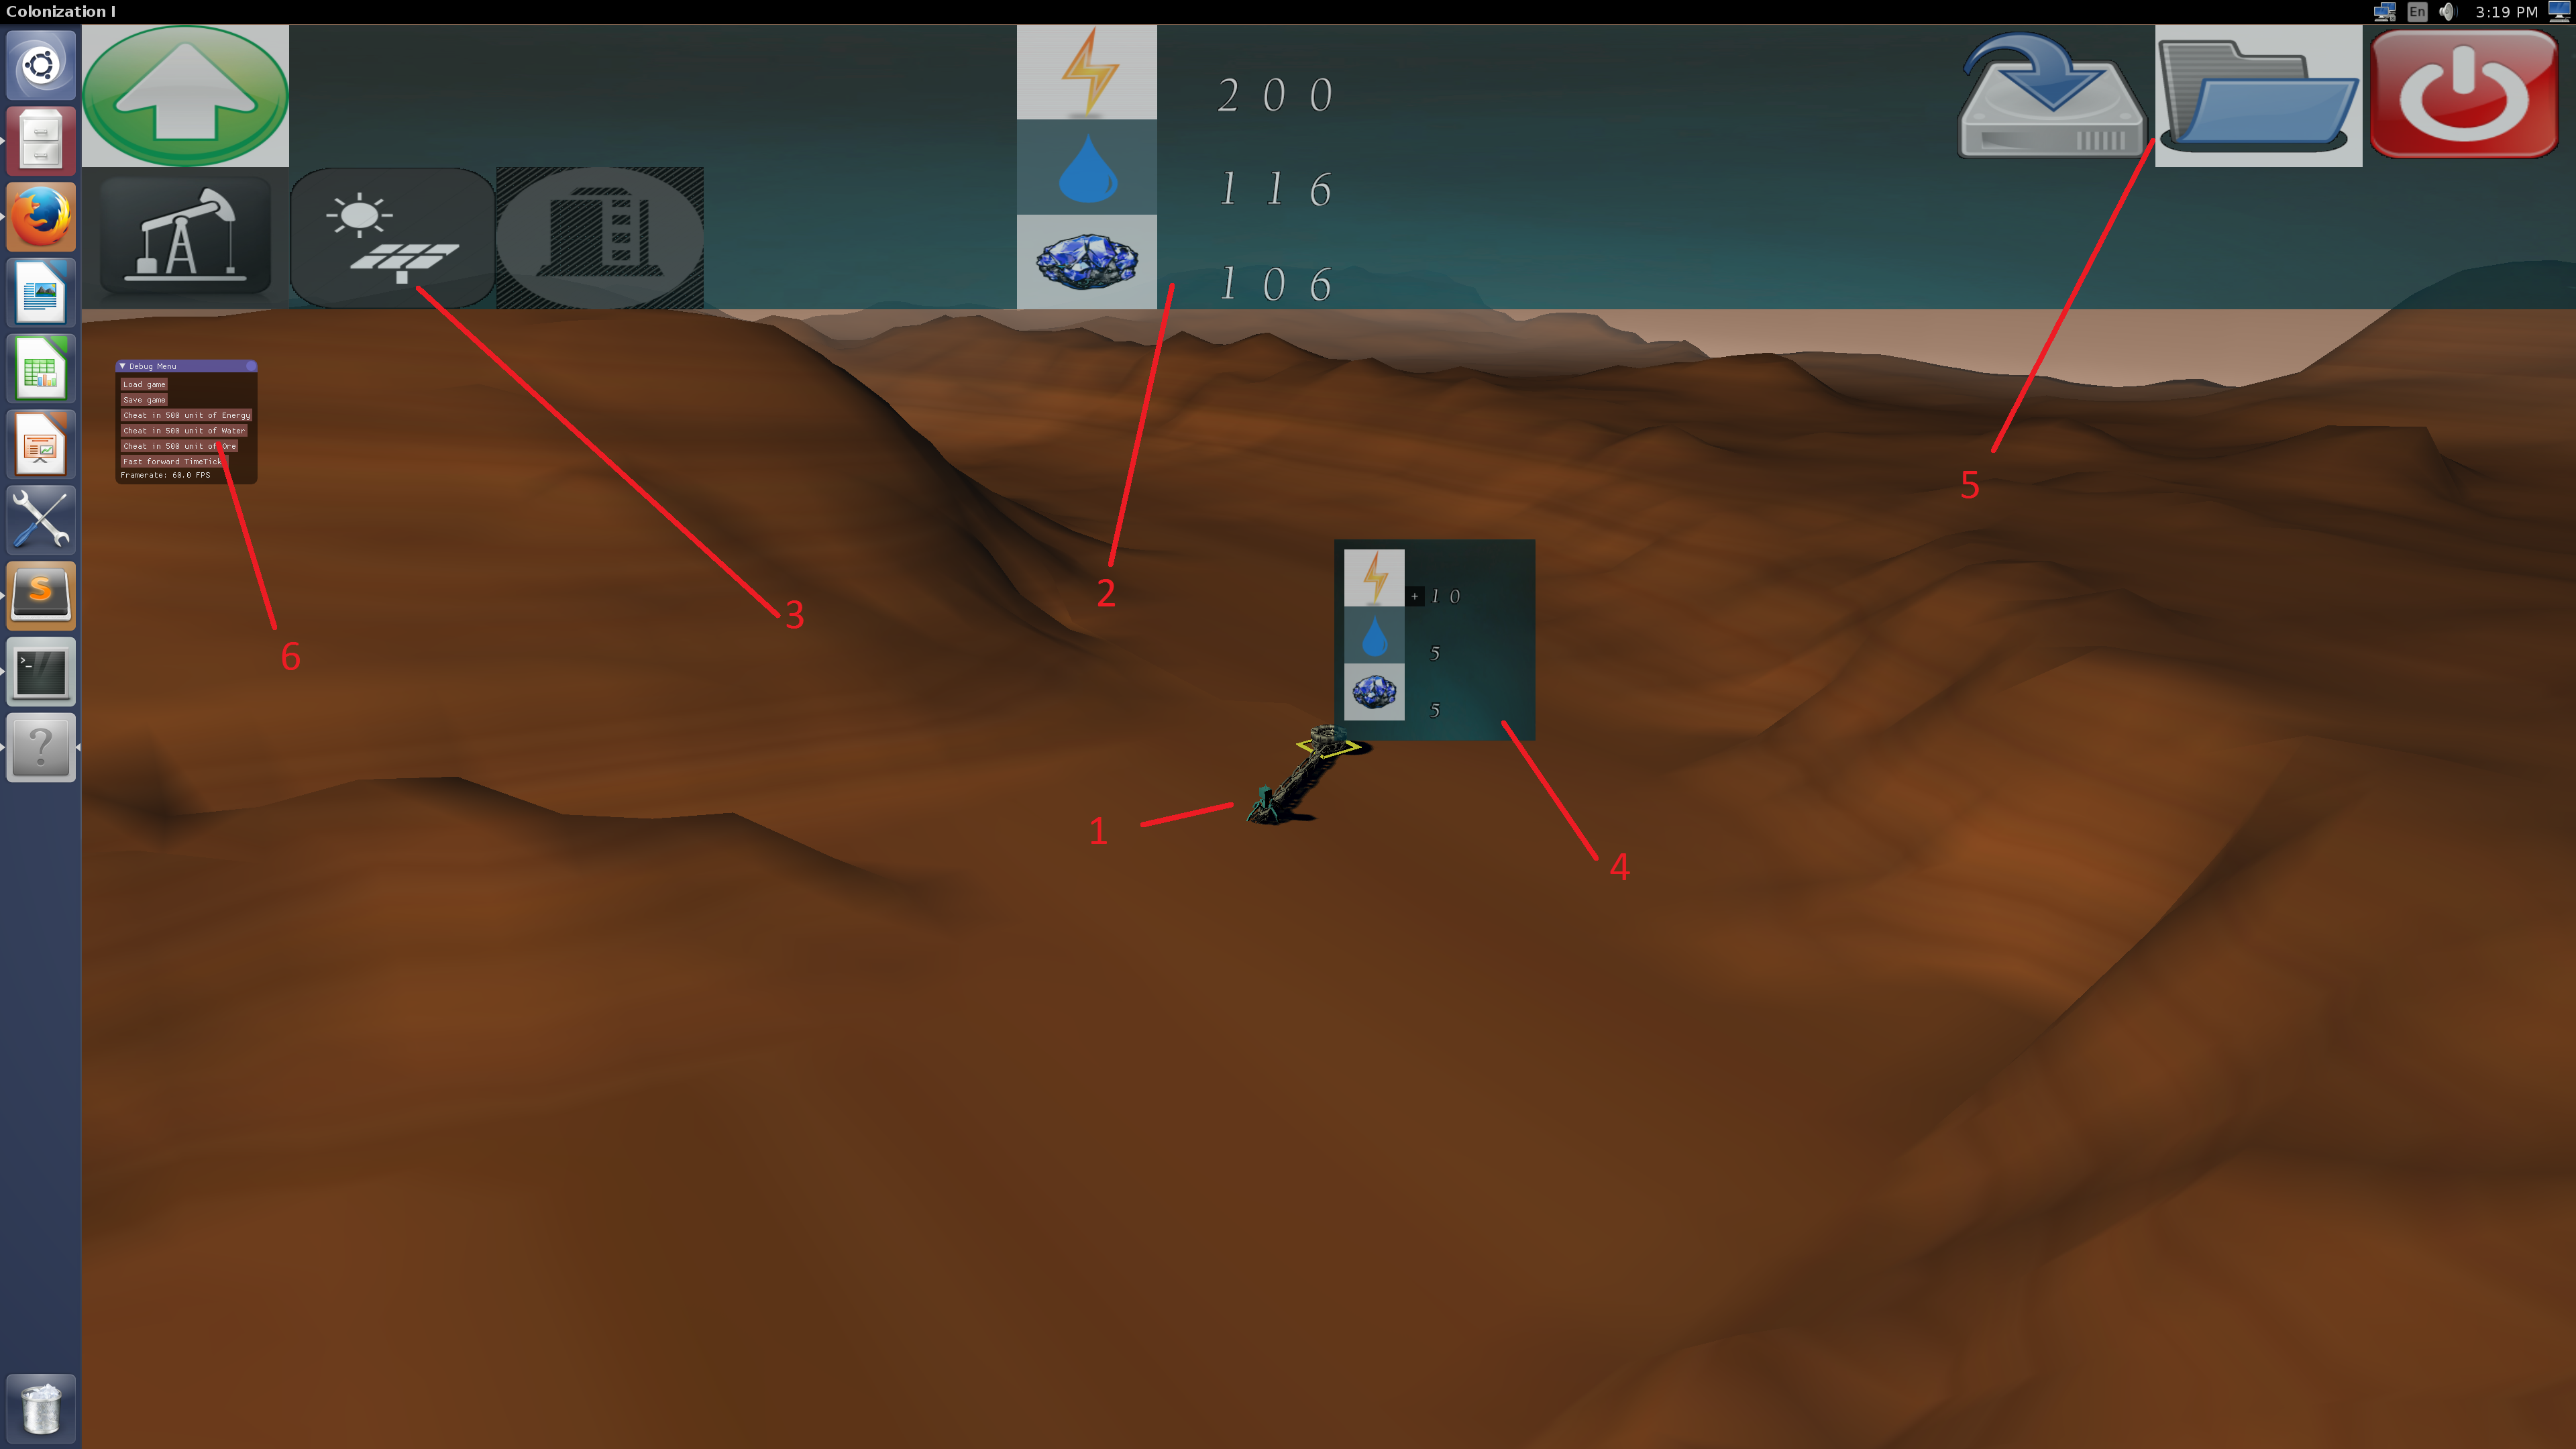 Colonization I
En 3:19 PM
200
116
106
Debug Menu
Load game
Save game
Cheat in 500 unit of Energy
Cheat in 500 unit of Water
Cheat in 500 unit of Ore
Fast forward TimeTick
Framerate: 60.0 FPS
5
2
3
6
+ 10
5
5
1
4
S
>_
?